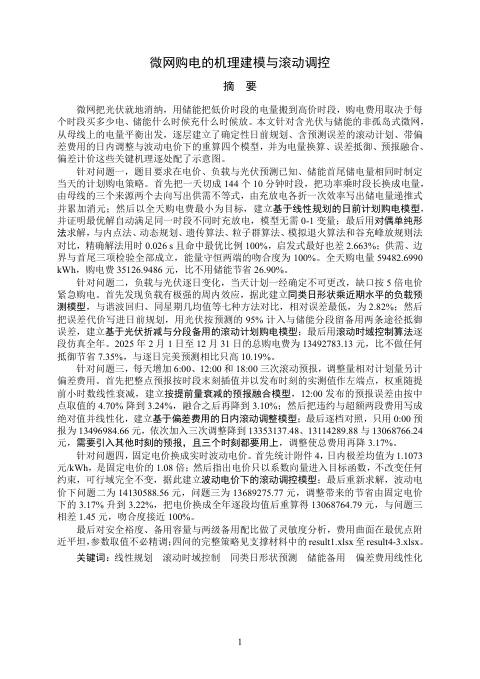 微网购电的机理建模与滚动调控
摘 要
微网把光伏就地消纳，用储能把低价时段的电量搬到高价时段，购电费用取决于每
个时段买多少电、储能什么时候充什么时候放。本文针对含光伏与储能的非孤岛式微网，
从母线上的电量平衡出发，逐层建立了确定性日前规划、含预测误差的滚动计划、带偏
差费用的日内调整与波动电价下的重算四个模型，并为电量换算、误差抵御、预报融合、
偏差计价这些关键机理逐处配了示意图。
针对问题一，题目要求在电价、负载与光伏预测已知、储能首尾储电量相同时制定
当天的计划购电策略。首先把一天切成 144 个 10 分钟时段，把功率乘时段长换成电量，
由母线的三个来源两个去向写出供需不等式，由充放电各折一次效率写出储电量递推式
并累加消元；然后以全天购电费最小为目标，建立基于线性规划的日前计划购电模型，
并证明最优解自动满足同一时段不同时充放电，模型无需 0-1 变量；最后用对偶单纯形
法求解，与内点法、动态规划、遗传算法、粒子群算法、模拟退火算法和谷充峰放规则法
对比，精确解法用时 0.026 s 且命中最优比例 100%，启发式最好也差 2.663%；供需、边
界与首尾三项检验全部成立，能量守恒两端的吻合度为 100%。全天购电量 59482.6990
kWh，购电费 35126.9486 元，比不用储能节省 26.90%。
针对问题二，负载与光伏逐日变化，当天计划一经确定不可更改，缺口按 5 倍电价
紧急购电。首先发现负载有极强的周内效应，据此建立同类日形状乘近期水平的负载预
测模型，与谐波回归、同星期几均值等七种方法对比，相对误差最低，为 2.82%；然后
把误差代价写进日前规划，用光伏按预测的 95% 计入与储能分段留备用两条途径抵御
误差，建立基于光伏折减与分段备用的滚动计划购电模型；最后用滚动时域控制算法逐
段仿真全年。2025 年 2 月 1 日至 12 月 31 日的总购电费为 13492783.13 元，比不做任何
抵御节省 7.35%，与逐日完美预测相比只高 10.19%。
针对问题三，每天增加 6:00、12:00 和 18:00 三次滚动预报，调整量相对计划量另计
偏差费用。首先把整点预报按时段末刻插值并以发布时刻的实测值作左端点，权重随提
前小时数线性衰减，建立按提前量衰减的预报融合模型，12:00 发布的预报误差由按中
点取值的 4.70% 降到 3.24%，融合之后再降到 3.10%；然后把违约与超额两段费用写成
绝对值并线性化，建立基于偏差费用的日内滚动调整模型；最后逐档对照，只用 0:00 预
报为 13496984.66 元，依次加入三次调整降到 13353137.48、13114289.88 与 13068766.24
元，需要引入其他时刻的预报，且三个时刻都要用上，调整使总费用再降 3.17%。
针对问题四，固定电价换成实时波动电价。首先统计附件 4，日内极差均值为 1.1073
元/kWh，是固定电价的 1.08 倍；然后指出电价只以系数向量进入目标函数，不改变任何
约束，可行域完全不变，据此建立波动电价下的滚动调控模型；最后重新求解，波动电
价下问题二为 14130588.56 元，问题三为 13689275.77 元，调整带来的节省由固定电价
下的 3.17% 升到 3.22%，把电价换成全年逐段均值后重算得 13068764.79 元，与问题三
相差 1.45 元，吻合度接近 100%。
最后对安全裕度、备用容量与两级备用配比做了灵敏度分析，费用曲面在最优点附
近平坦，参数取值不必精调；四问的完整策略见支撑材料中的 result1.xlsx 至 result4-3.xlsx。
关键词：线性规划 滚动时域控制 同类日形状预测 储能备用 偏差费用线性化
1